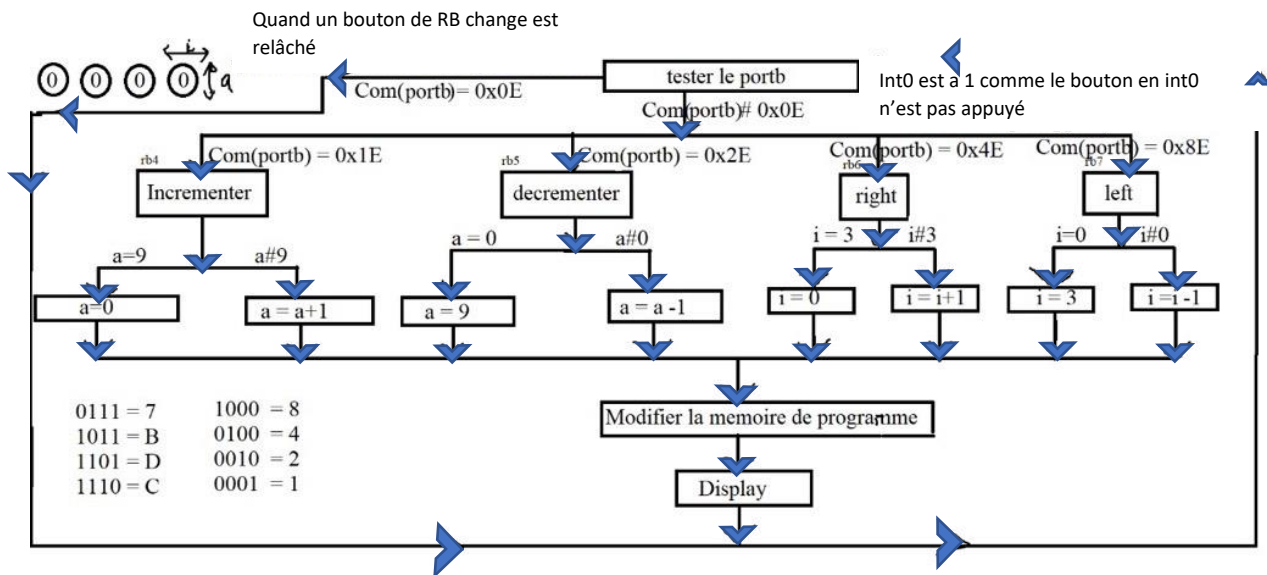 Quand un bouton de RB change est
relâché
i
0 0 0 0
a
tester le portb
Int0 est à 1 comme le bouton en int0
n'est pas appuyé
Com(portb)= 0x0E
Com(portb)# 0x0E
rb4
Com(portb) = 0x1E
rb5
Com(portb) = 0x2E
rb6
Com(portb) = 0x4E
rb7
Com(portb) = 0x8E
Incrementer
decrementer
right
left
a=9
a#9
a = 0
a#0
i = 3
i#3
i=0
i#0
a=0
a = a+1
a = 9
a = a -1
i = 0
i = i+1
i = 3
i =i -1
0111 = 7
1011 = B
1101 = D
1110 = C
1000 = 8
0100 = 4
0010 = 2
0001 = 1
Modifier la memoire de programme
Display